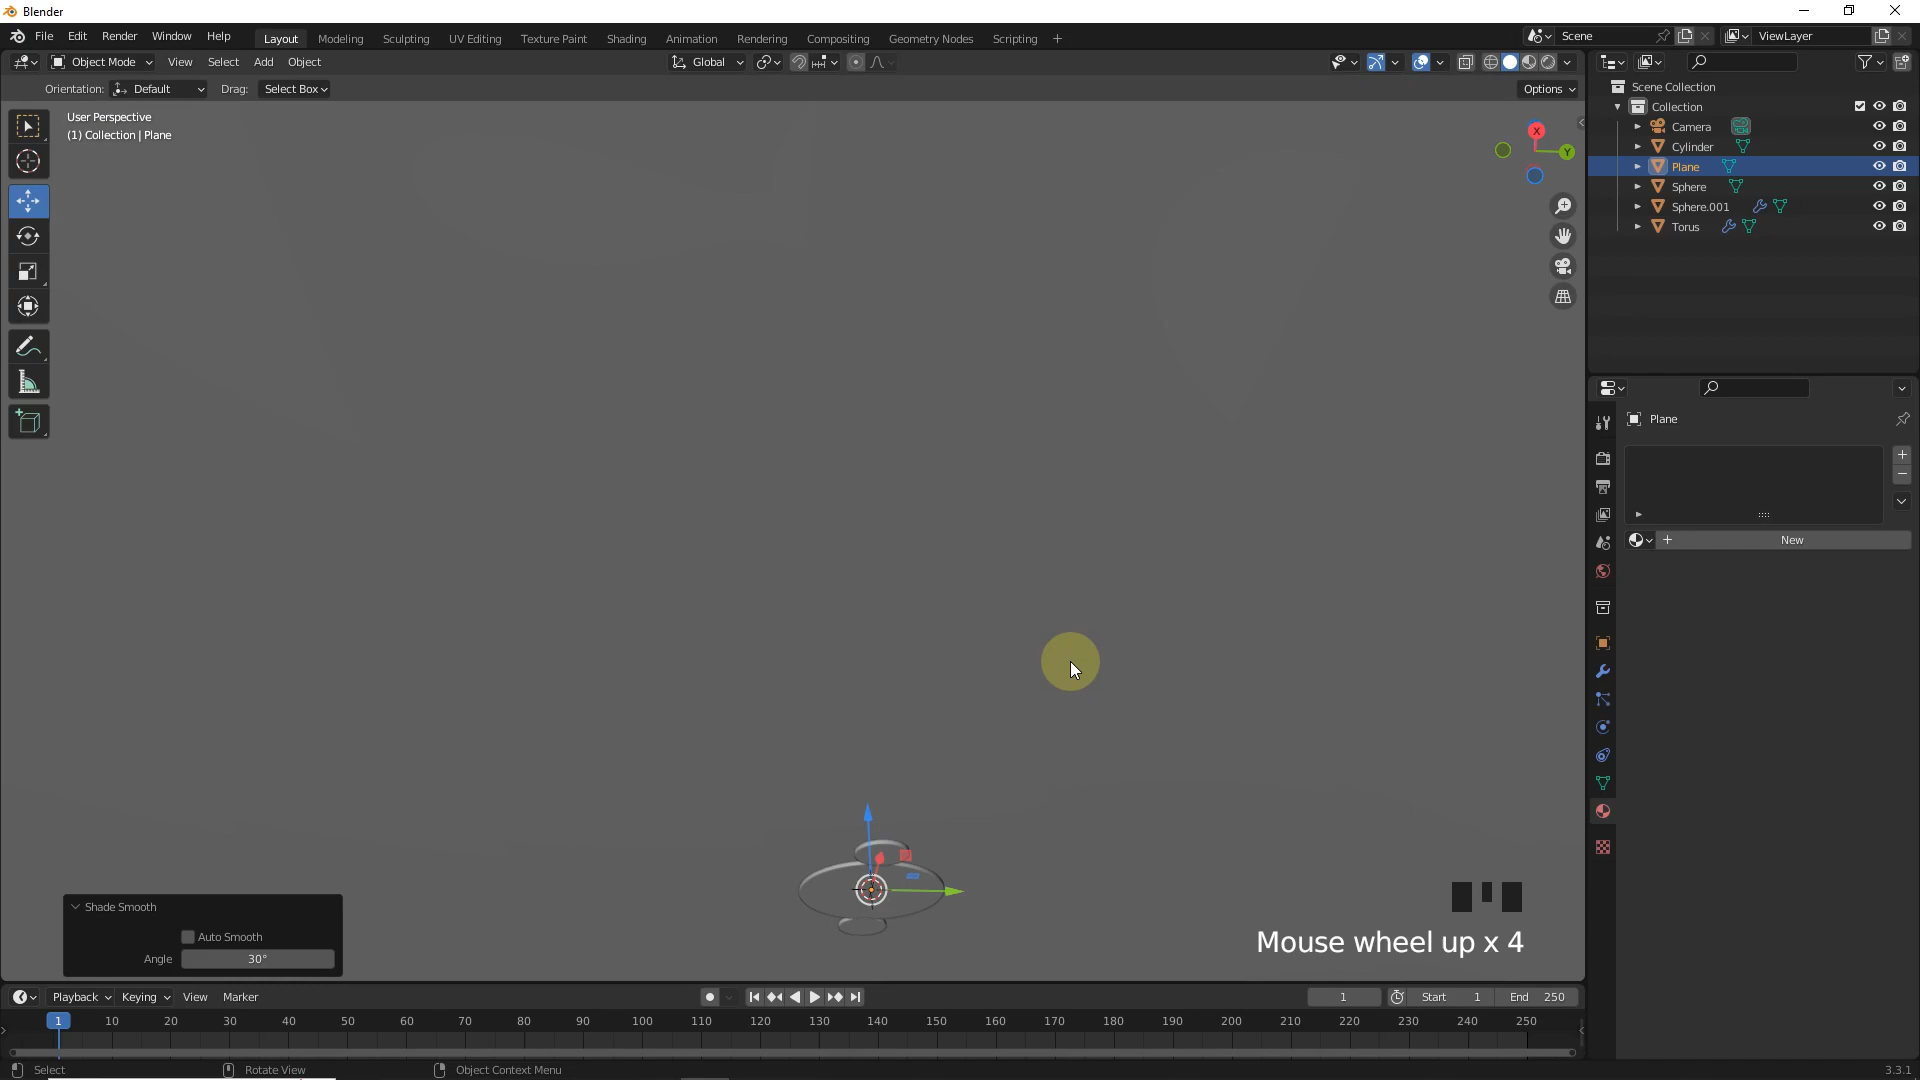 Blender
File Edit Render Window Help Layout Modeling Sculpting UV Editing Texture Paint Shading Animation Rendering Compositing Geometry Nodes Scripting + Scene ViewLayer
Object Mode View Select Add Object Global
Orientation: Default Drag: Select Box Options
User Perspective
(1) Collection | Plane
X
Y
Scene Collection
Collection
Camera
Cylinder
Plane
Sphere
Sphere.001
Torus
Plane
+
−
+ New
Shade Smooth
Auto Smooth
Angle 30°
Mouse wheel up x 4
Playback Keying View Marker 1 Start 1 End 250
1 10 20 30 40 50 60 70 80 90 100 110 120 130 140 150 160 170 180 190 200 210 220 230 240 250
Select Rotate View Object Context Menu 3.3.1